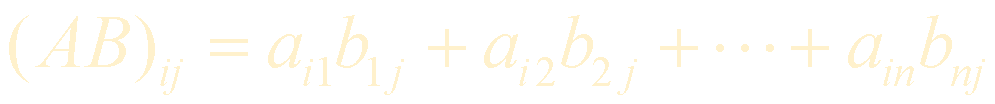 (AB)ᵢⱼ = aᵢ₁b₁ⱼ + aᵢ₂b₂ⱼ + ⋯ + aᵢₙbₙⱼ